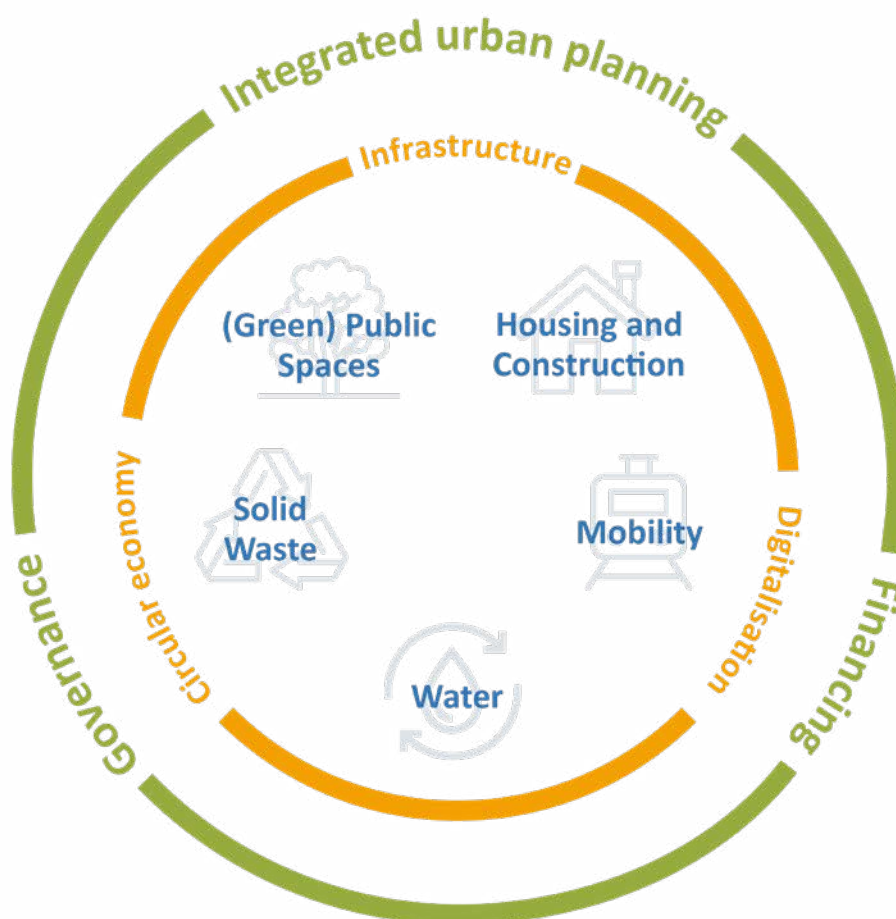 Integrated urban planning
Infrastructure
(Green) Public
Spaces
Housing and
Construction
Solid
Waste
Mobility
Water
Circular economy
Digitalisation
Governance
Financing